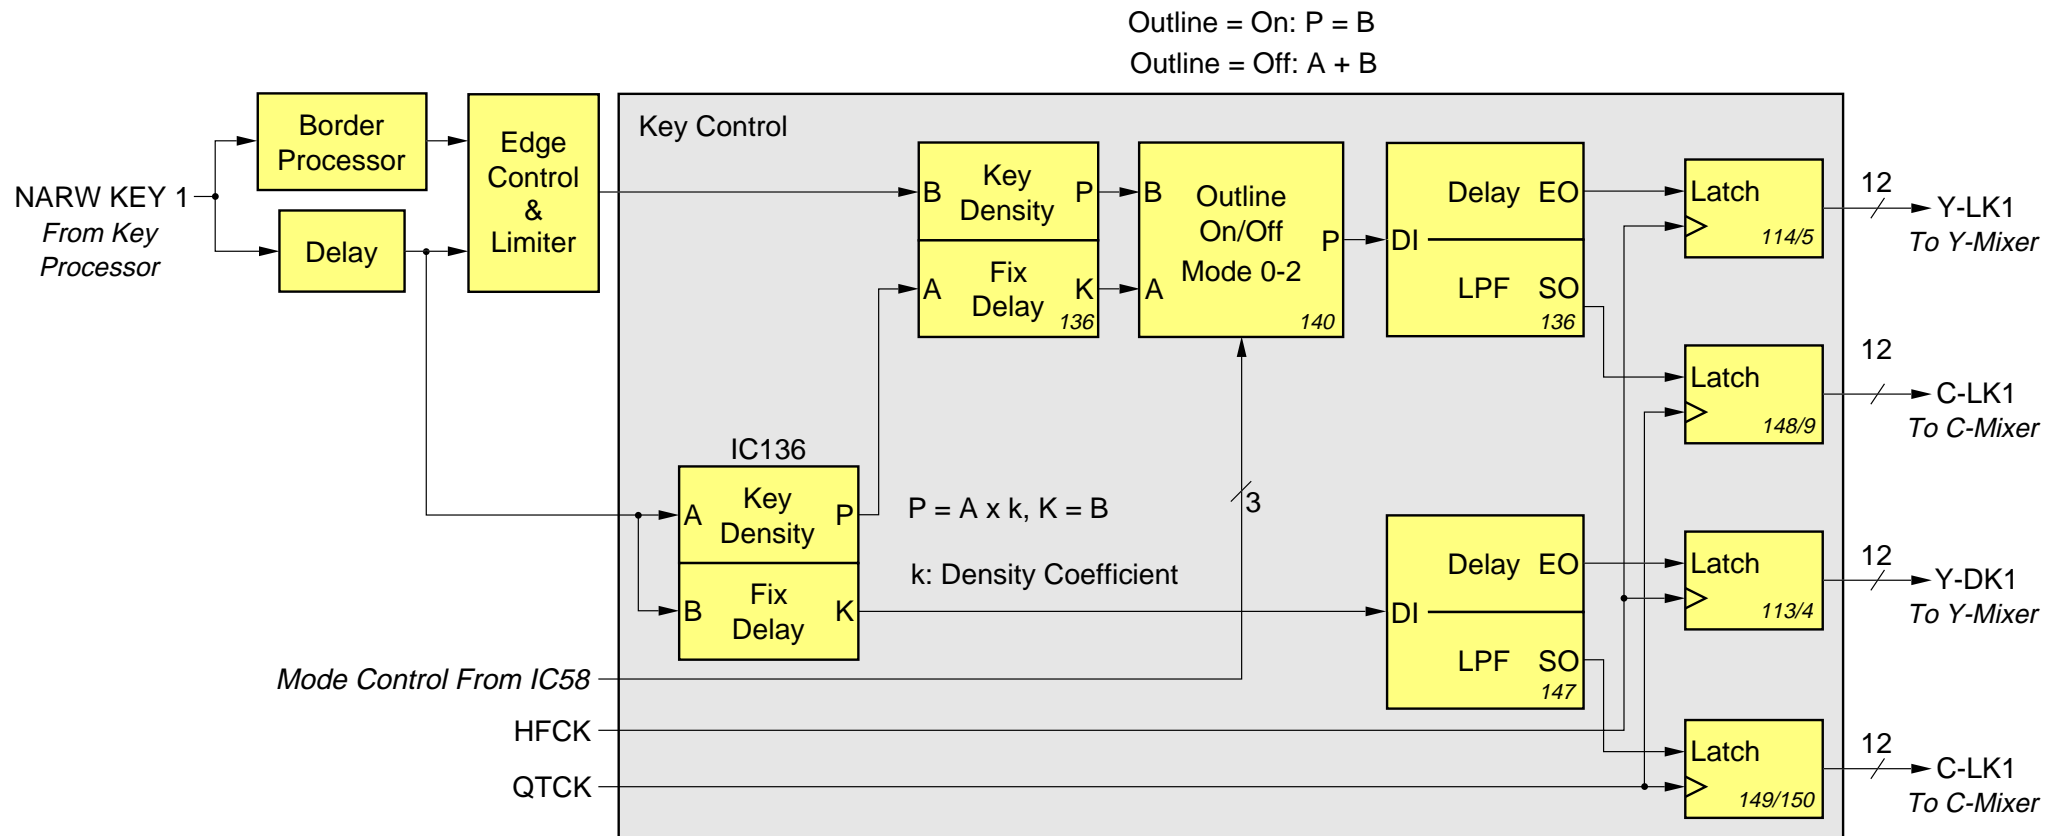 Outline = On: P = B
Outline = Off: A + B
Key Control
Border
Processor
Edge
Control
&
Limiter
Delay
NARW KEY 1
From Key
Processor
B
Key
Density
P
A
Fix
Delay
K
136
B
Outline
On/Off
Mode 0-2
A
P
140
Delay
EO
DI
LPF
SO
136
Latch
114/5
12
Y-LK1
To Y-Mixer
Latch
148/9
12
C-LK1
To C-Mixer
IC136
A
Key
Density
P
B
Fix
Delay
K
P = A x k, K = B
k: Density Coefficient
3
Delay
EO
DI
LPF
SO
147
Latch
113/4
12
Y-DK1
To Y-Mixer
Latch
149/150
12
C-LK1
To C-Mixer
Mode Control From IC58
HFCK
QTCK